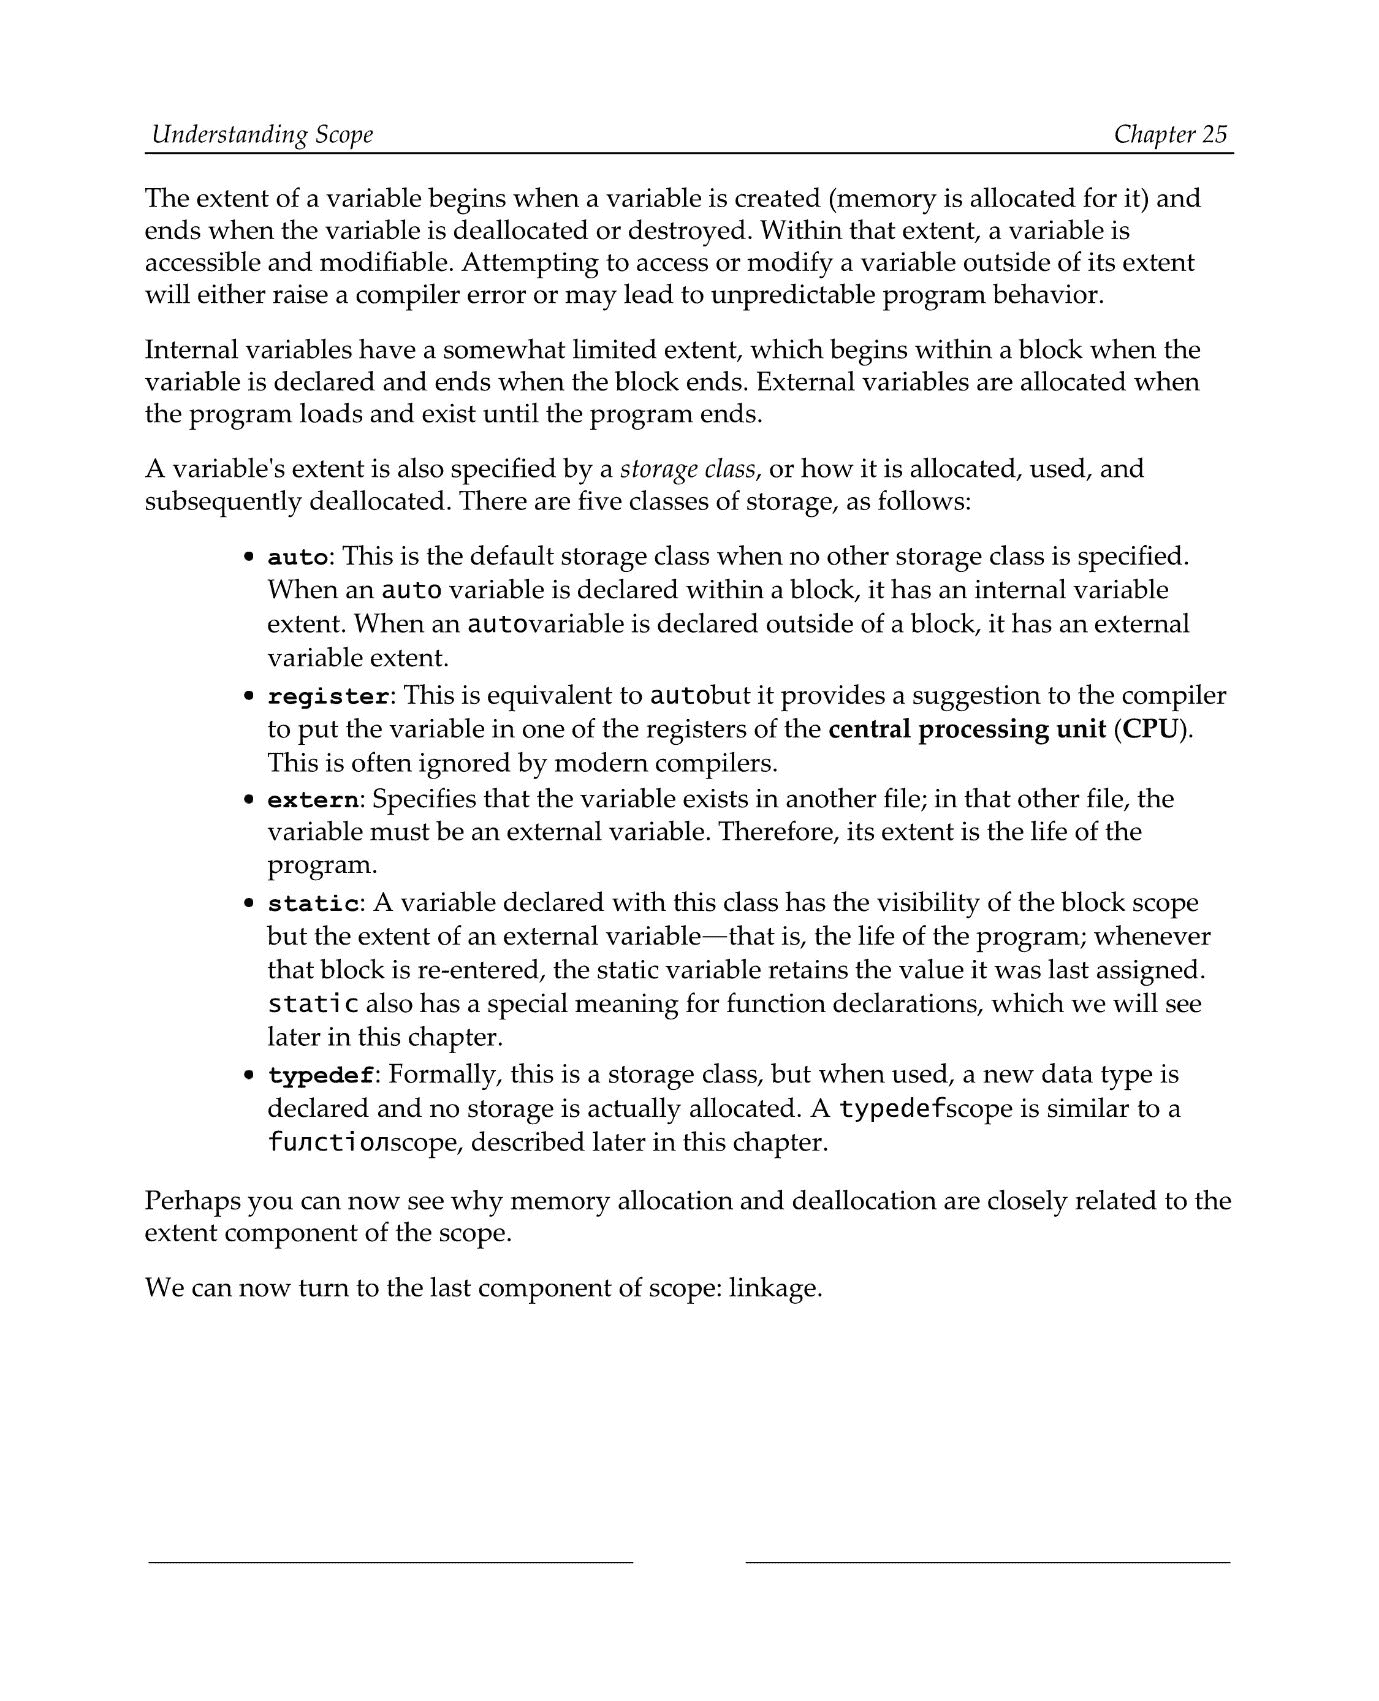 Understanding Scope Chapter 25
The extent of a variable begins when a variable is created (memory is allocated for it) and
ends when the variable is deallocated or destroyed. Within that extent, a variable is
accessible and modifiable. Attempting to access or modify a variable outside of its extent
will either raise a compiler error or may lead to unpredictable program behavior.
Internal variables have a somewhat limited extent, which begins within a block when the
variable is declared and ends when the block ends. External variables are allocated when
the program loads and exist until the program ends.
A variable's extent is also specified by a storage class, or how it is allocated, used, and
subsequently deallocated. There are five classes of storage, as follows:
• auto: This is the default storage class when no other storage class is specified.
When an auto variable is declared within a block, it has an internal variable
extent. When an autovariable is declared outside of a block, it has an external
variable extent.
• register: This is equivalent to autobut it provides a suggestion to the compiler
to put the variable in one of the registers of the central processing unit (CPU).
This is often ignored by modern compilers.
• extern: Specifies that the variable exists in another file; in that other file, the
variable must be an external variable. Therefore, its extent is the life of the
program.
• static: A variable declared with this class has the visibility of the block scope
but the extent of an external variable—that is, the life of the program; whenever
that block is re-entered, the static variable retains the value it was last assigned.
static also has a special meaning for function declarations, which we will see
later in this chapter.
• typedef: Formally, this is a storage class, but when used, a new data type is
declared and no storage is actually allocated. A typedefscope is similar to a
functionscope, described later in this chapter.
Perhaps you can now see why memory allocation and deallocation are closely related to the
extent component of the scope.
We can now turn to the last component of scope: linkage.